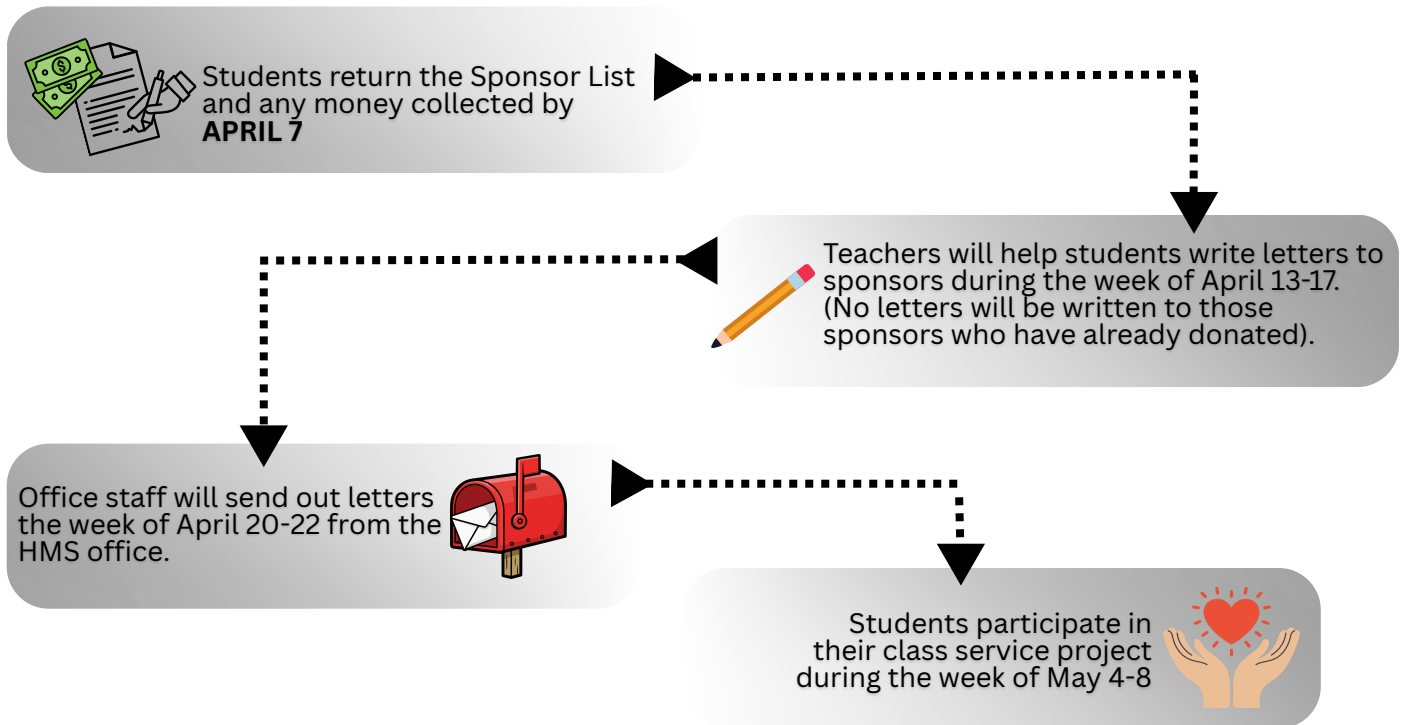 Students return the Sponsor List
and any money collected by
APRIL 7
Teachers will help students write letters to
sponsors during the week of April 13-17.
(No letters will be written to those
sponsors who have already donated).
Office staff will send out letters
the week of April 20-22 from the
HMS office.
Students participate in
their class service project
during the week of May 4-8